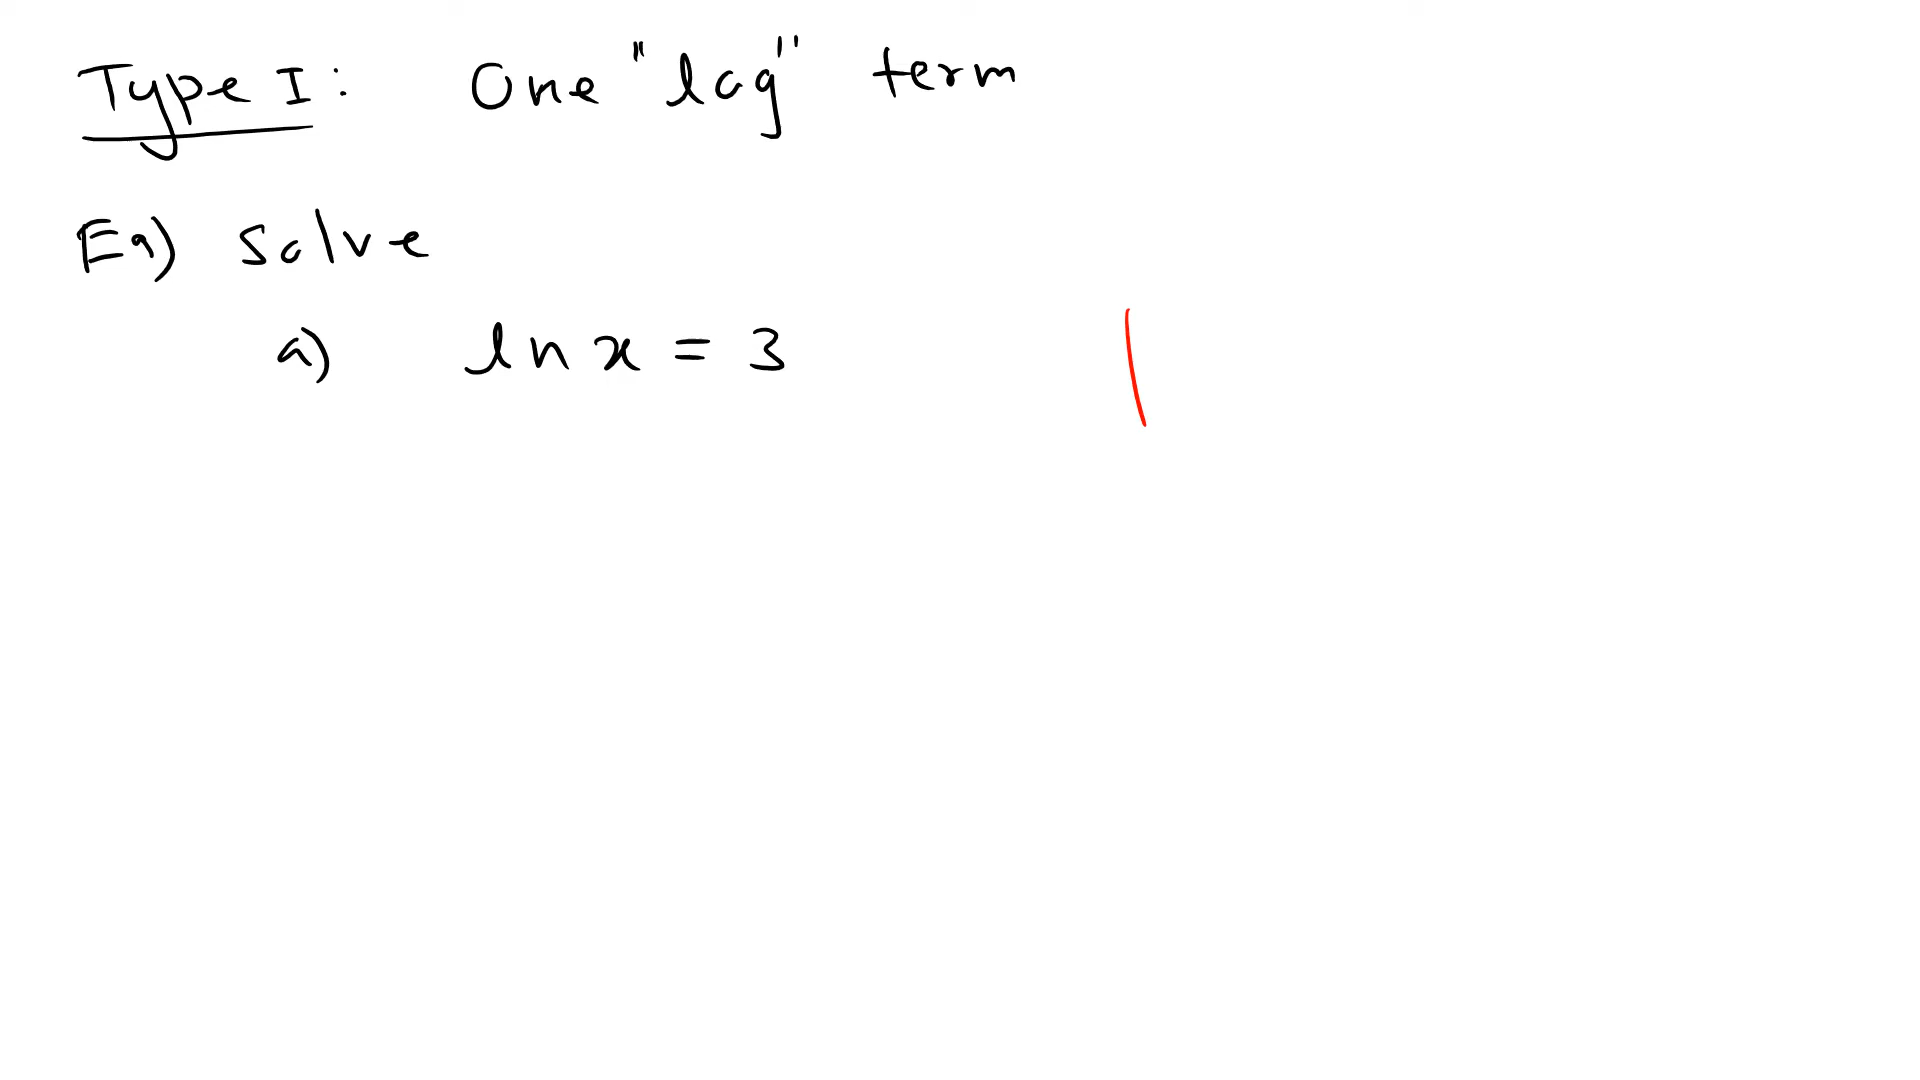 Type I: One "log" term
Eg) Solve
a) ln x = 3